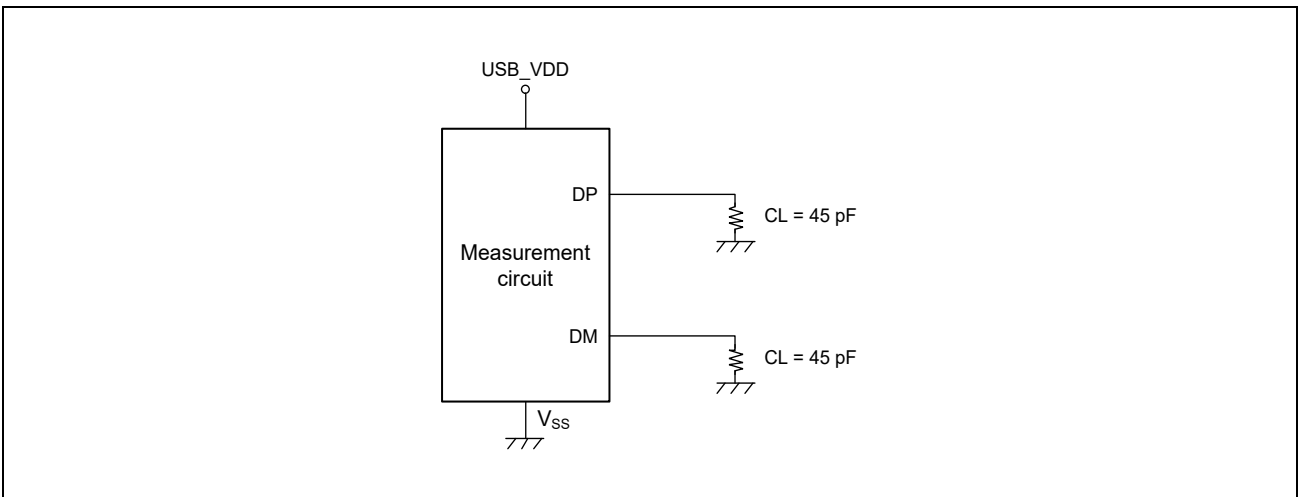 USB_VDD
DP
CL = 45 pF
Measurement
circuit
DM
CL = 45 pF
VSS